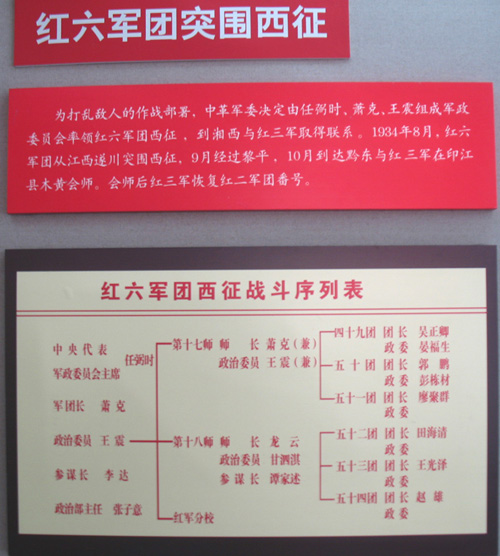 红六军团突围西征
为打乱敌人的作战部署，中革军委决定由任弼时、萧克、王震组成军政
委员会率领红六军团西征，到湘西与红三军取得联系。1934年8月，红六
军团从江西遂川突围西征，9月经过黎平，10月到达黔东与红三军在印江
县木黄会师。会师后红三军恢复红二军团番号。
红六军团西征战斗序列表
中央代表
军政委员会主席
任弼时
军团长 萧克
政治委员 王震
参谋长 李达
政治部主任 张子意
第十七师 师长 萧克(兼)
政治委员 王震(兼)
四十九团 团长 吴正卿
政委 晏福生
五十团 团长 郭鹏
政委 彭栋材
五十一团 团长 廖聚群
政委
第十八师 师长 龙云
政治委员 甘泗淇
参谋长 谭家述
五十二团 团长 田海清
政委
五十三团 团长 王光泽
政委
五十四团 团长 赵雄
政委
红军分校